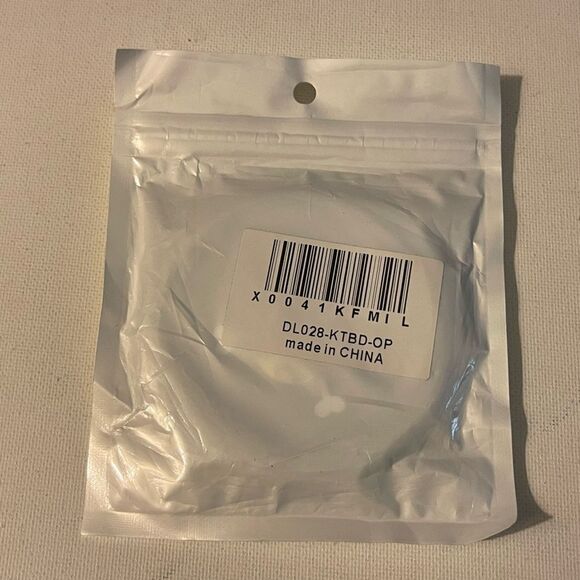 X0041KFMIL
DL028-KTBD-OP
made in CHINA